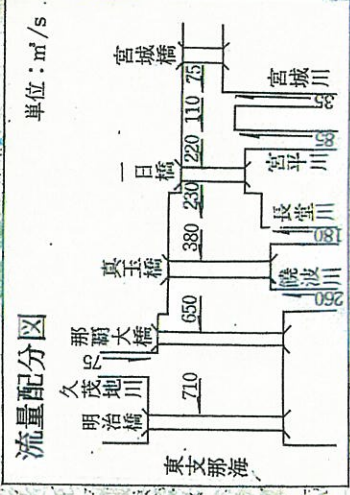 流量配分図
単位：m³/s
明治橋
久茂地川
那覇大橋
真玉橋
一日橋
宮城橋
75
710
650
380
230
220
110
75
東支那海
260
饒波川
180
長堂川
宮平川
85
35
宮城川